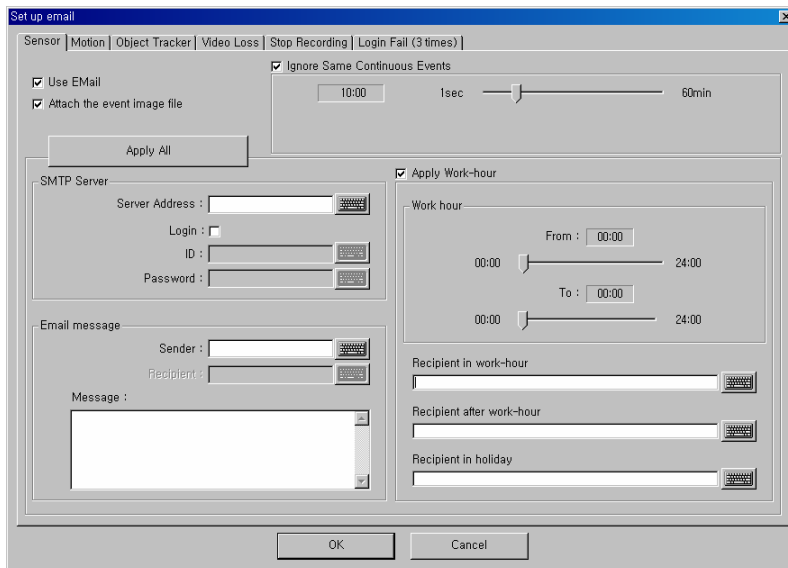 Set up email
Sensor Motion Object Tracker Video Loss Stop Recording Login Fail (3 times)
Use EMail
Attach the event image file
Ignore Same Continuous Events
10:00 1sec 60min
Apply All
SMTP Server
Server Address :
Login :
ID :
Password :
Email message
Sender :
Recipient :
Message :
Apply Work-hour
Work hour
From : 00:00
00:00 24:00
To : 00:00
00:00 24:00
Recipient in work-hour
Recipient after work-hour
Recipient in holiday
OK Cancel